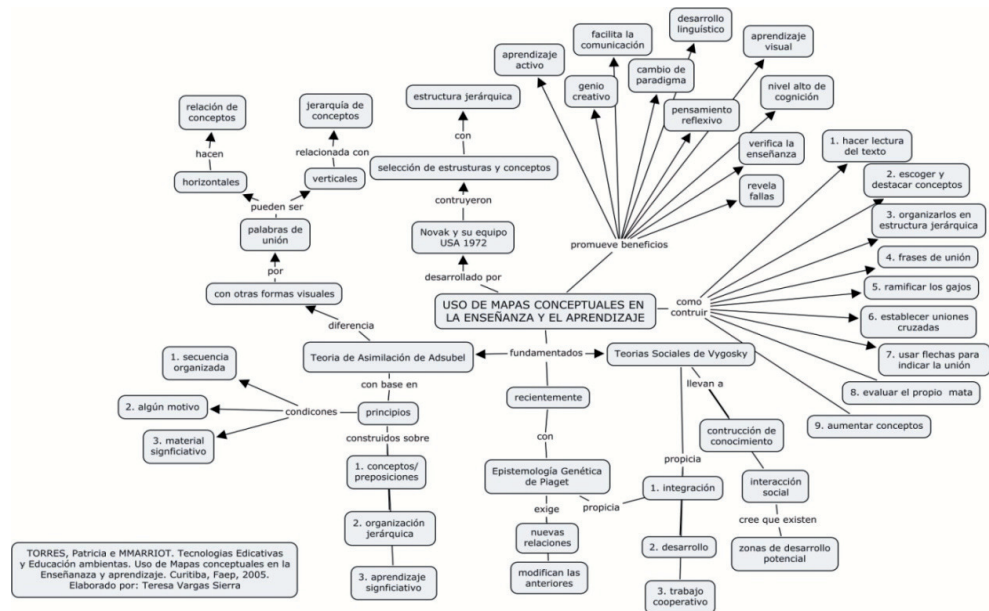 desarrollo
linguístico
facilita la
comunicación
aprendizaje
visual
aprendizaje
activo
cambio de
paradigma
genio
creativo
nivel alto de
cognición
estructura jerárquica
relación de
conceptos
jerarquía de
conceptos
pensamiento
reflexivo
con
verifica la
enseñanza
1. hacer lectura
del texto
hacen
relacionada con
selección de estrusturas y conceptos
horizontales
verticales
revela
fallas
2. escoger y
destacar conceptos
contruyeron
pueden ser
3. organizarlos en
estructura jerárquica
palabras de
unión
Novak y su equipo
USA 1972
promueve beneficios
4. frases de unión
por
desarrollado por
5. ramificar los gajos
con otras formas visuales
USO DE MAPAS CONCEPTUALES EN
LA ENSEÑANZA Y EL APRENDIZAJE
como
contruir
6. establecer uniones
cruzadas
diferencia
7. usar flechas para
indicar la unión
1. secuencia
organizada
Teoria de Asimilación de Adsubel
fundamentados
Teorias Sociales de Vygosky
con base en
llevan a
8. evaluar el propio mata
2. algún motivo
condicones
principios
recientemente
9. aumentar conceptos
3. material
signficiativo
construidos sobre
con
contrucción de
conocimiento
propicia
1. conceptos/
preposiciones
Epistemología Genética
de Piaget
1. integración
interacción
social
propicia
exige
cree que existen
2. organización
jerárquica
nuevas
relaciones
2. desarrollo
zonas de desarrollo
potencial
3. aprendizaje
signficiativo
modifican las
anteriores
3. trabajo
cooperativo
TORRES, Patricia e MMARRIOT. Tecnologias Edicativas
y Educación ambientas. Uso de Mapas conceptuales en la
Enseñanaza y aprendizaje. Curitiba, Faep, 2005.
Elaborado por: Teresa Vargas Sierra